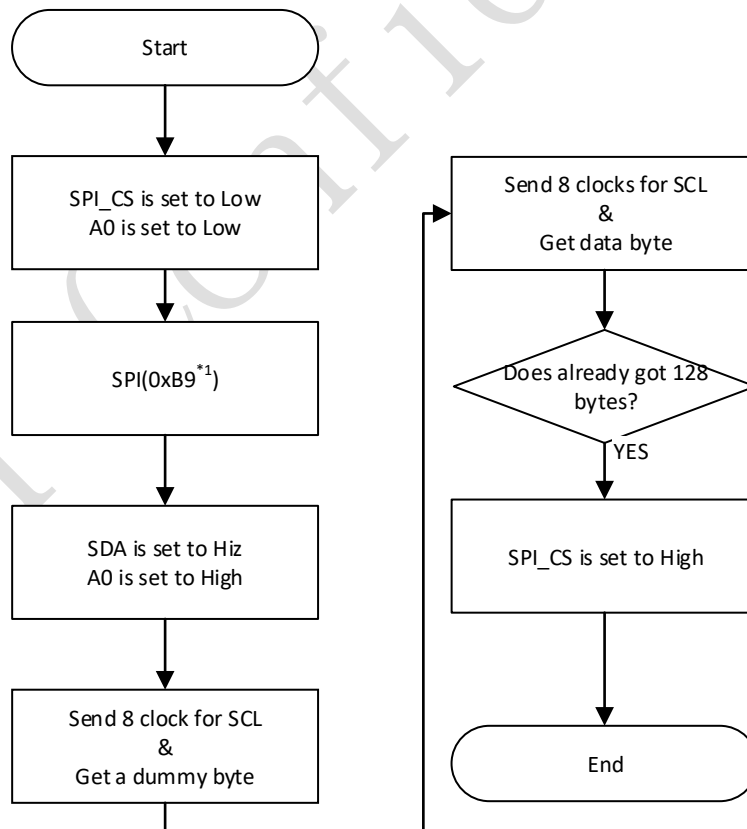 Start
SPI_CS is set to Low
A0 is set to Low
SPI(0xB9*1)
SDA is set to Hiz
A0 is set to High
Send 8 clock for SCL
&
Get a dummy byte
Send 8 clocks for SCL
&
Get data byte
Does already got 128
bytes?
YES
SPI_CS is set to High
End